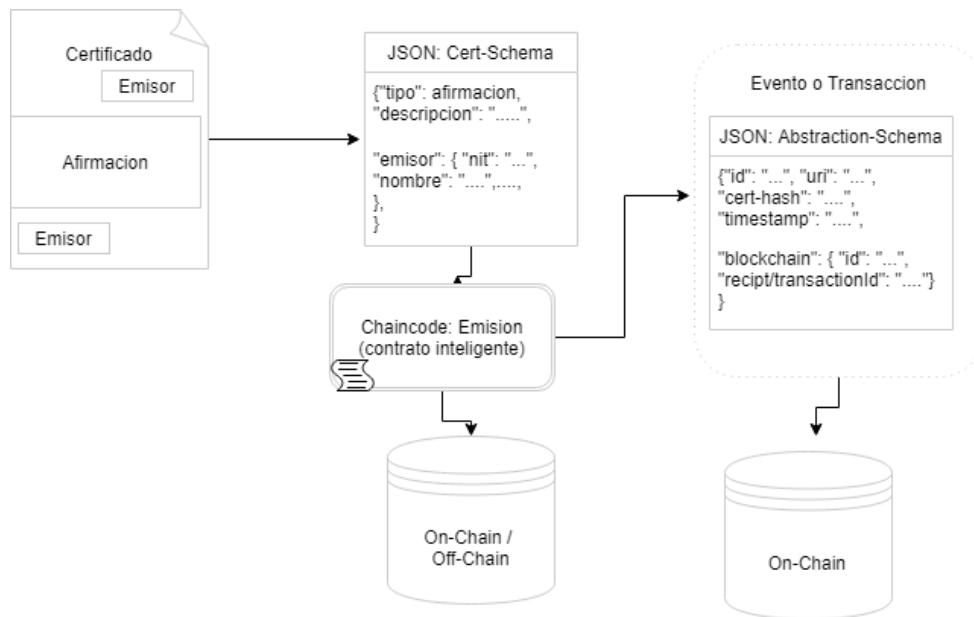 Certificado
Emisor
Afirmacion
Emisor
JSON: Cert-Schema
{"tipo": afirmacion,
"descripcion": ".....",
"emisor": { "nit": "...",
"nombre": "....",....,
},
}
Chaincode: Emision
(contrato inteligente)
On-Chain /
Off-Chain
Evento o Transaccion
JSON: Abstraction-Schema
{"id": "...", "uri": "...",
"cert-hash": "....",
"timestamp": "....",
"blockchain": { "id": "...",
"recipt/transactionId": "...."}
}
On-Chain